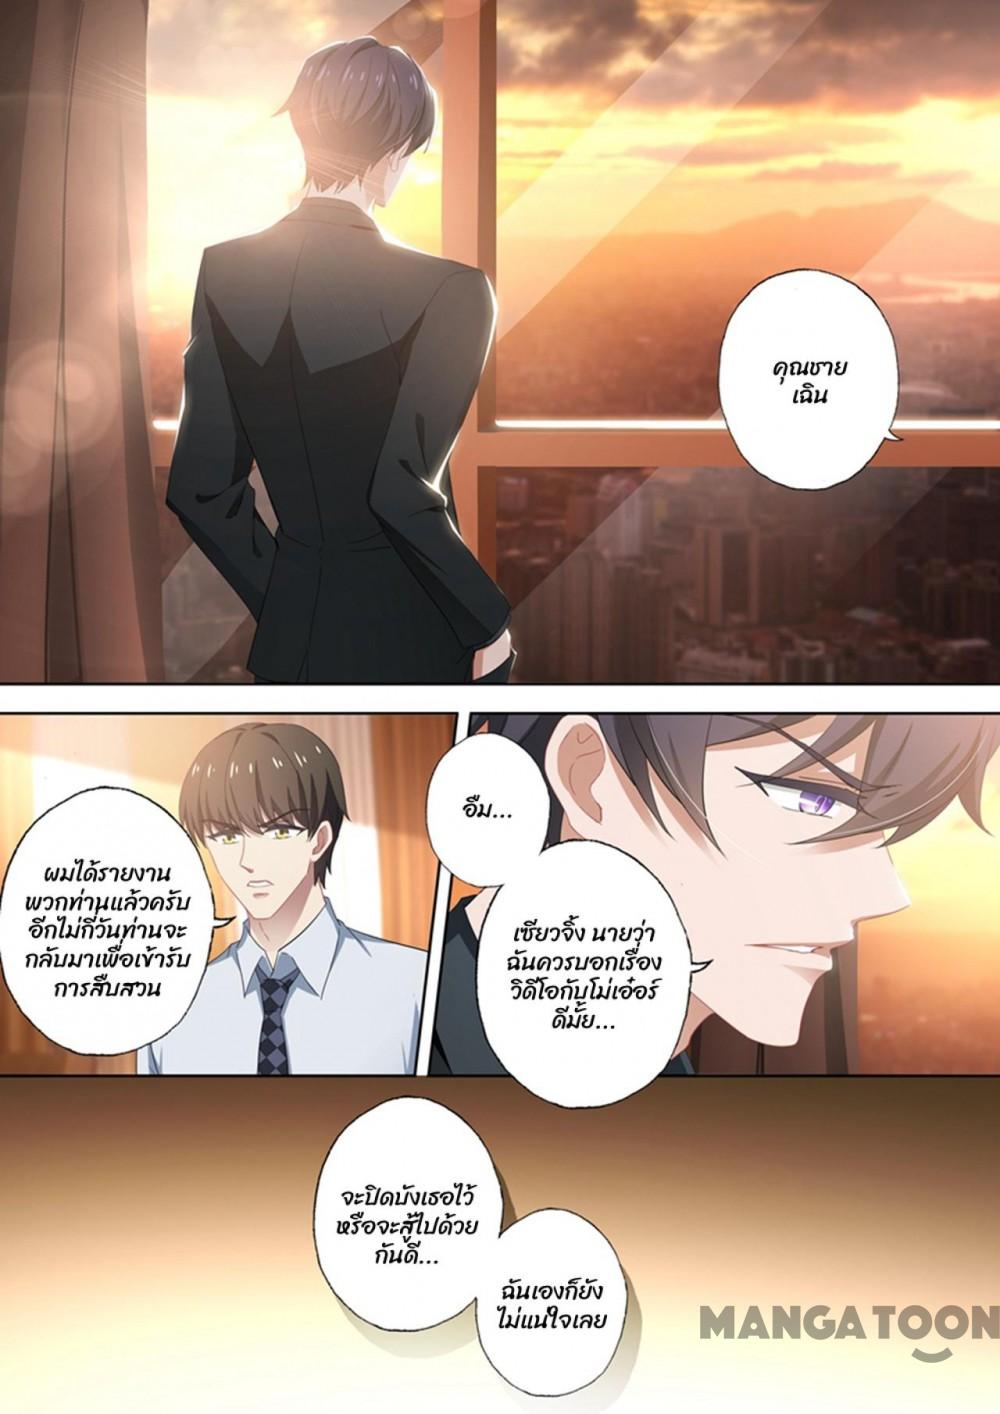 คุณชาย
เฉิน
ผมได้รายงาน
พวกท่านแล้วครับ
อีกไม่กี่วันท่านจะ
กลับมาเพื่อเข้ารับ
การสืบสวน
อืม...
เซียวจิ้ง นายว่า
ฉันควรบอกเรื่อง
วิดีโอกับโม่เอ๋อร์
ดีมั้ย...
จะปิดบังเธอไว้
หรือจะสู้ไปด้วย
กันดี...
ฉันเองก็ยัง
ไม่แน่ใจเลย
MANGATOON